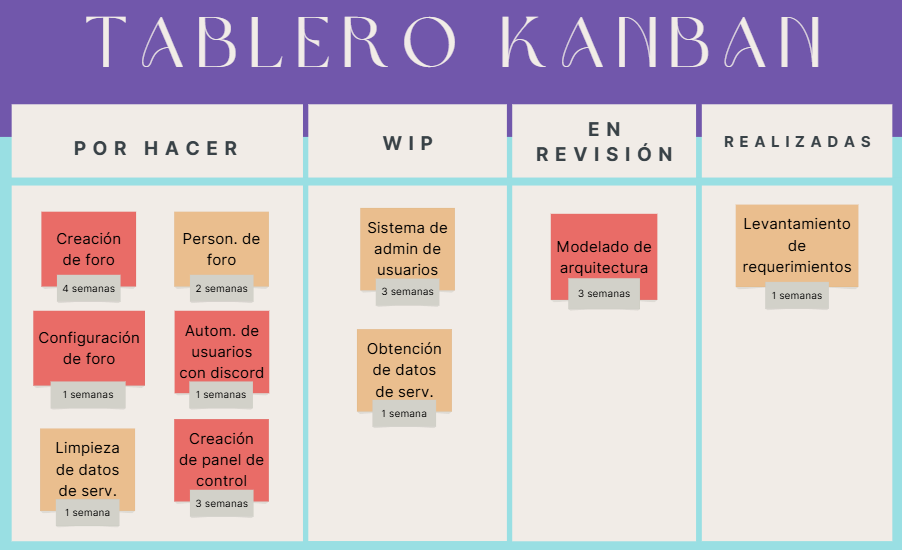 TABLERO KANBAN
POR HACER
WIP
EN
REVISIÓN
REALIZADAS
Creación
de foro
4 semanas
Person. de
foro
2 semanas
Configuración
de foro
1 semanas
Autom. de
usuarios
con discord
1 semanas
Limpieza
de datos
de serv.
1 semana
Creación
de panel de
control
3 semanas
Sistema de
admin de
usuarios
3 semanas
Obtención
de datos
de serv.
1 semana
Modelado de
arquitectura
3 semanas
Levantamiento
de
requerimientos
1 semanas